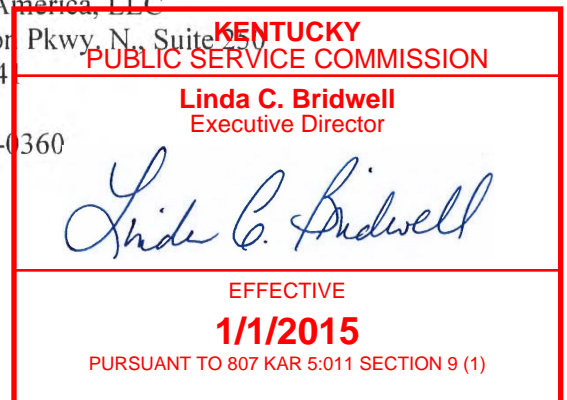 America, LLC
Pkwy, N., Suite 250
-0360
KENTUCKY
PUBLIC SERVICE COMMISSION
Linda C. Bridwell
Executive Director
Linda C. Bridwell
EFFECTIVE
1/1/2015
PURSUANT TO 807 KAR 5:011 SECTION 9 (1)